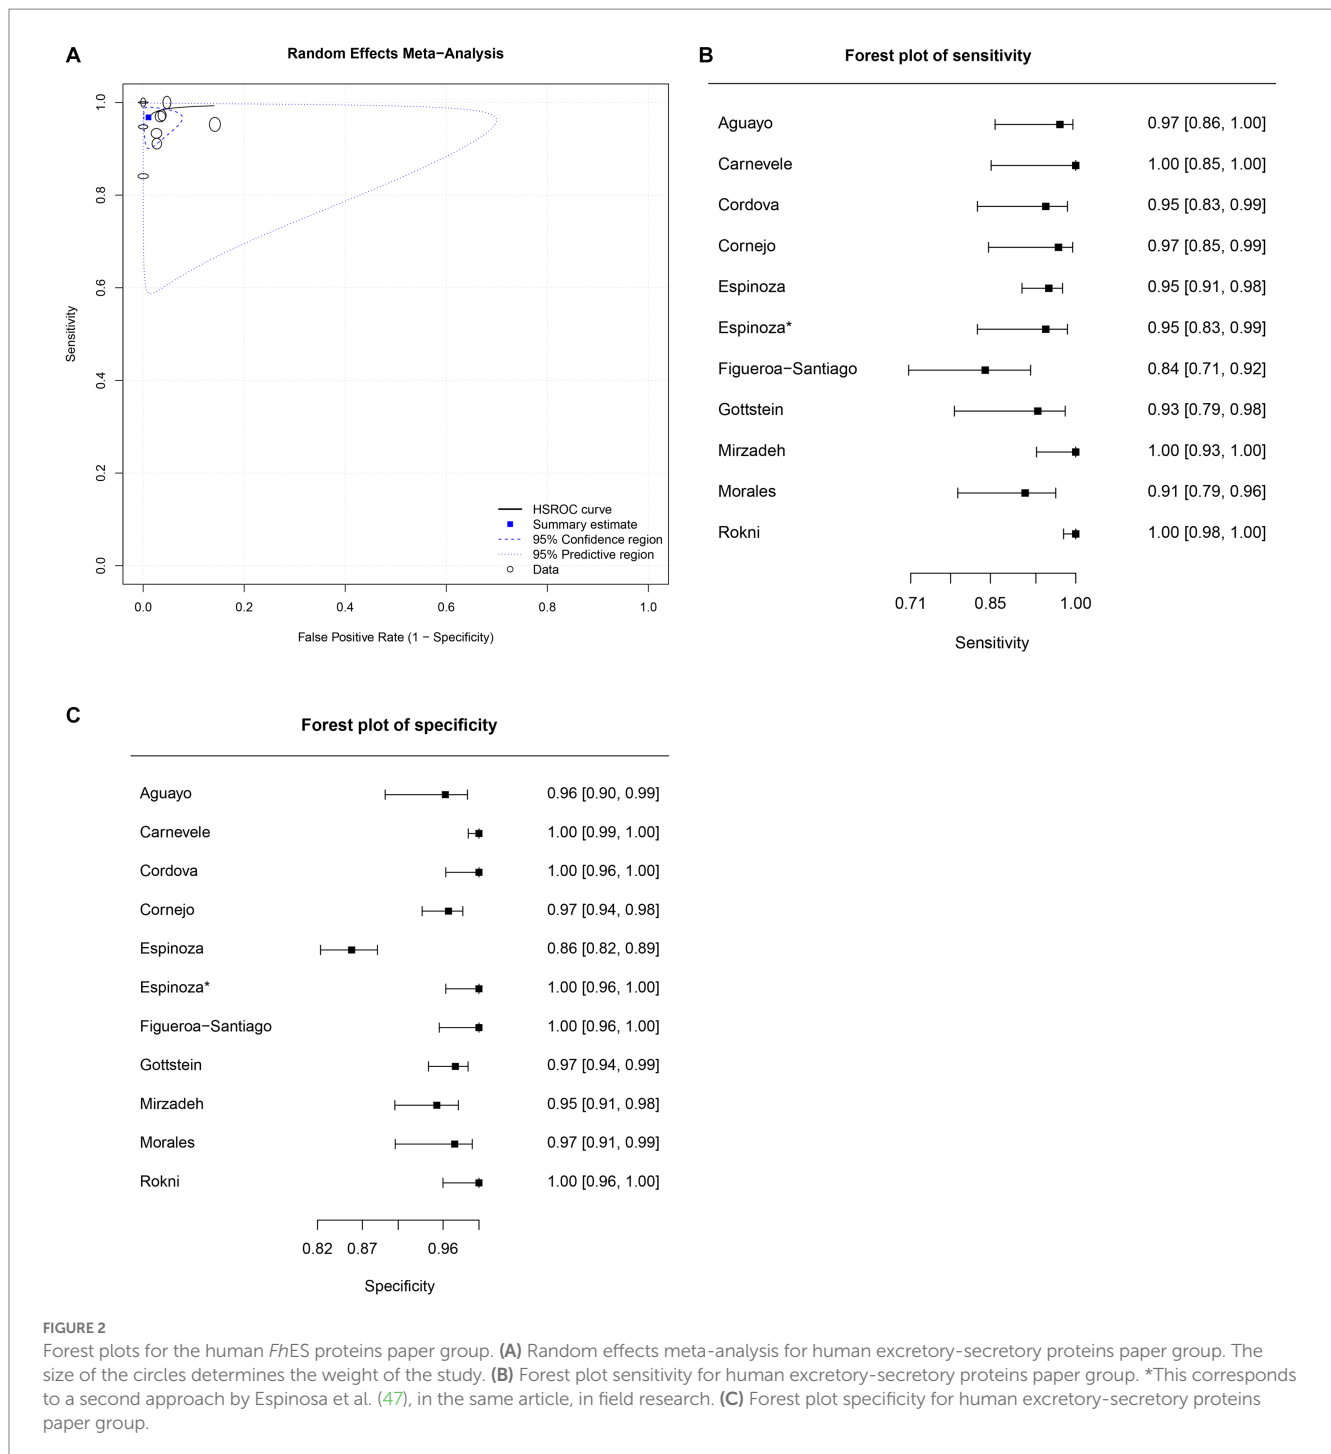 A
Random Effects Meta−Analysis
1.0
0.8
0.6
0.4
0.2
0.0
Sensitivity
HSROC curve
Summary estimate
95% Confidence region
95% Predictive region
Data
0.0 0.2 0.4 0.6 0.8 1.0
False Positive Rate (1 − Specificity)
B
Forest plot of sensitivity
Aguayo 0.97 [0.86, 1.00]
Carnevele 1.00 [0.85, 1.00]
Cordova 0.95 [0.83, 0.99]
Cornejo 0.97 [0.85, 0.99]
Espinoza 0.95 [0.91, 0.98]
Espinoza* 0.95 [0.83, 0.99]
Figueroa−Santiago 0.84 [0.71, 0.92]
Gottstein 0.93 [0.79, 0.98]
Mirzadeh 1.00 [0.93, 1.00]
Morales 0.91 [0.79, 0.96]
Rokni 1.00 [0.98, 1.00]
0.71 0.85 1.00
Sensitivity
C
Forest plot of specificity
Aguayo 0.96 [0.90, 0.99]
Carnevele 1.00 [0.99, 1.00]
Cordova 1.00 [0.96, 1.00]
Cornejo 0.97 [0.94, 0.98]
Espinoza 0.86 [0.82, 0.89]
Espinoza* 1.00 [0.96, 1.00]
Figueroa−Santiago 1.00 [0.96, 1.00]
Gottstein 0.97 [0.94, 0.99]
Mirzadeh 0.95 [0.91, 0.98]
Morales 0.97 [0.91, 0.99]
Rokni 1.00 [0.96, 1.00]
0.82 0.87 0.96
Specificity
FIGURE 2
Forest plots for the human FhES proteins paper group. (A) Random effects meta-analysis for human excretory-secretory proteins paper group. The
size of the circles determines the weight of the study. (B) Forest plot sensitivity for human excretory-secretory proteins paper group. *This corresponds
to a second approach by Espinosa et al. (47), in the same article, in field research. (C) Forest plot specificity for human excretory-secretory proteins
paper group.